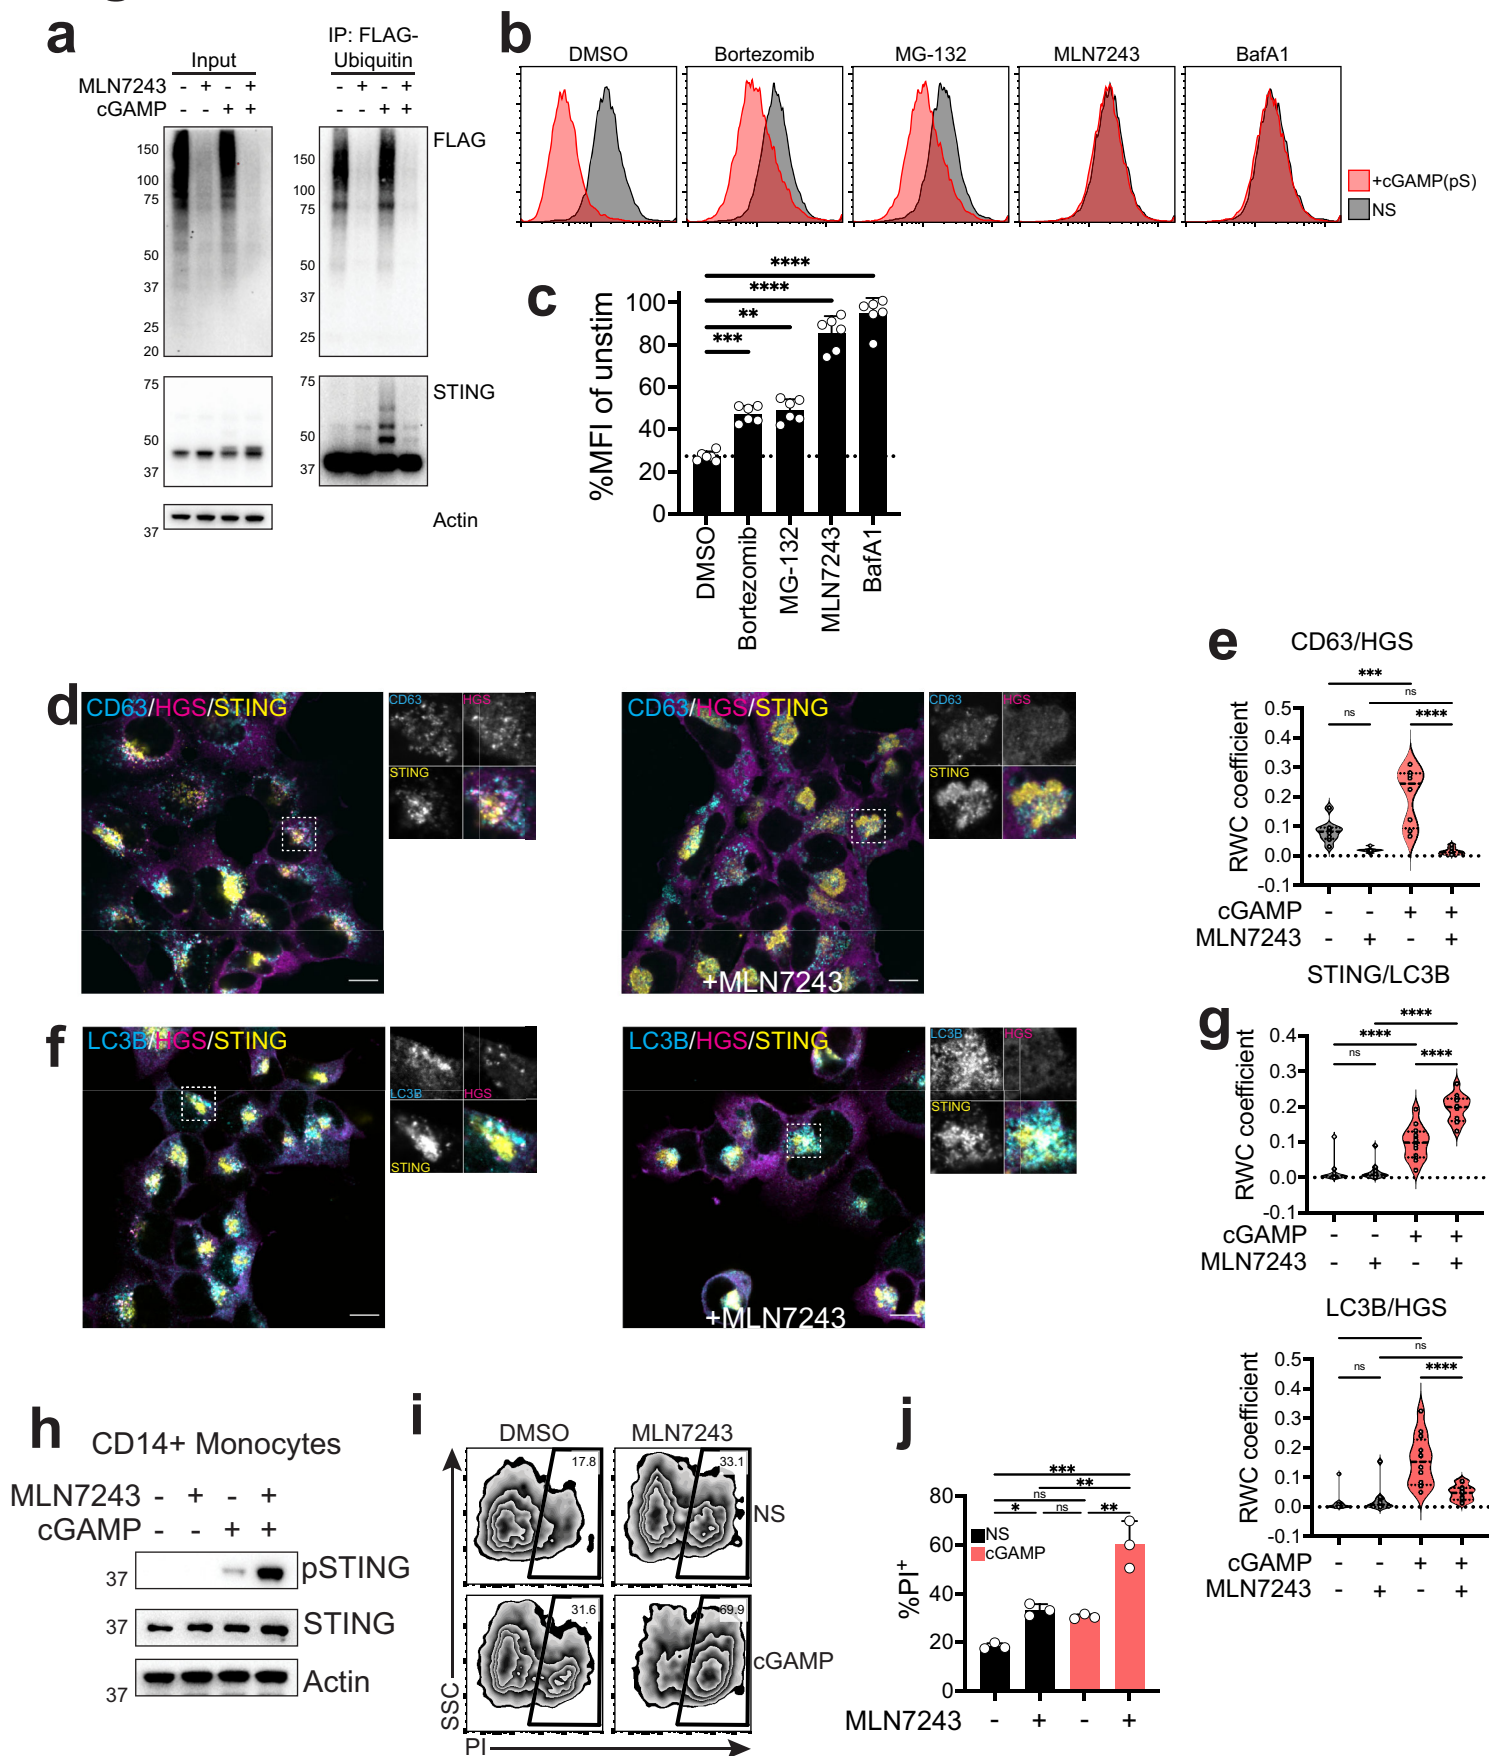 a
Input
IP: FLAG-
Ubiquitin
MLN7243 - + - + - + - +
cGAMP - - + + - - + +
FLAG
150
100
75
50
37
25
20
150
100
75
50
37
25
STING
75
50
37
75
50
37
Actin
37
b
DMSO Bortezomib MG-132 MLN7243 BafA1
+cGAMP(pS)
NS
c
%MFI of unstim
100
80
60
40
20
0
****
****
**
***
DMSO
Bortezomib
MG-132
MLN7243
BafA1
d
CD63/HGS/STING
CD63 HGS
STING
CD63/HGS/STING
+MLN7243
CD63 HGS
STING
e
CD63/HGS
RWC coefficient
0.5
0.4
0.3
0.2
0.1
0.0
-0.1
***
ns
ns
****
cGAMP - - + +
MLN7243 - + - +
f
LC3B/HGS/STING
LC3B HGS
STING
LC3B/HGS/STING
+MLN7243
LC3B HGS
STING
g
STING/LC3B
RWC coefficient
0.4
0.3
0.2
0.1
0.0
-0.1
****
****
ns
****
cGAMP - - + +
MLN7243 - + - +
LC3B/HGS
RWC coefficient
0.5
0.4
0.3
0.2
0.1
0.0
-0.1
ns
ns
****
cGAMP - - + +
MLN7243 - + - +
h
CD14+ Monocytes
MLN7243 - + - +
cGAMP - - + +
37 pSTING
37 STING
37 Actin
i
DMSO MLN7243
17.8 33.1
NS
31.6 69.9
cGAMP
SSC
PI
j
%PI+
80
60
40
20
0
***
**
ns
* ns **
NS
cGAMP
MLN7243 - + - +